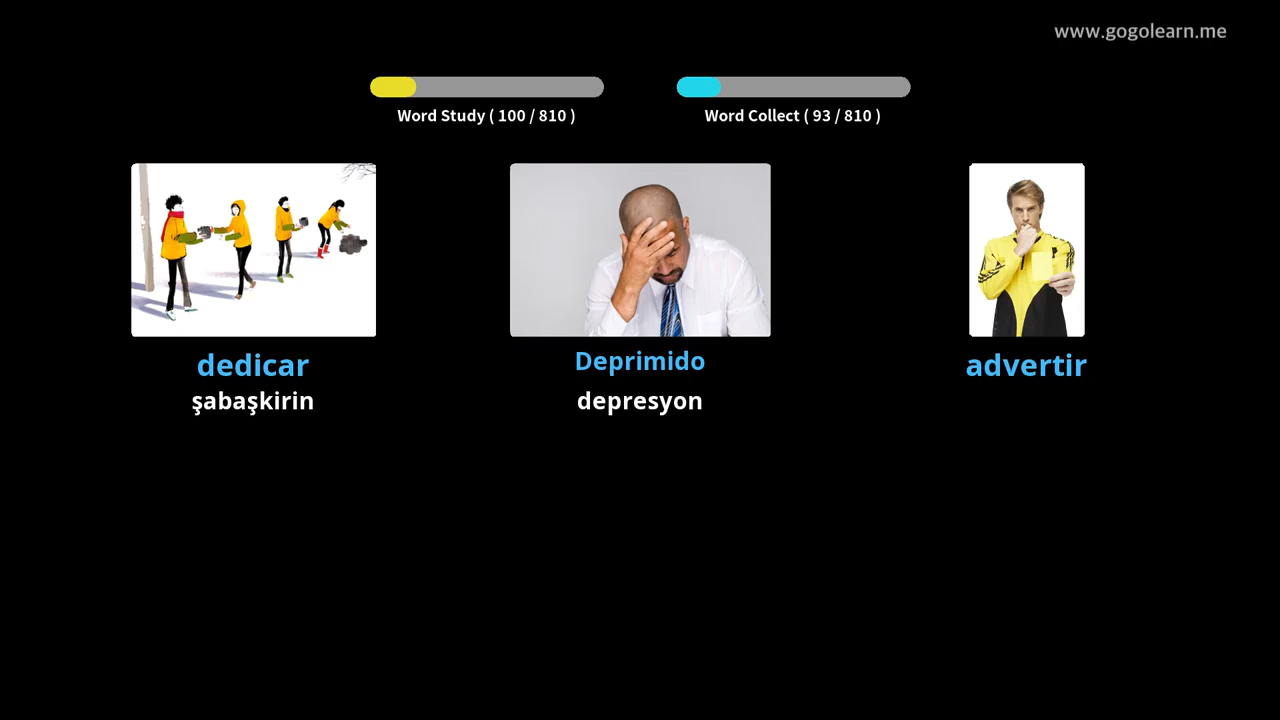 www.gogolearn.me
Word Study ( 100 / 810 )
Word Collect ( 93 / 810 )
dedicar
şabaşkirin
Deprimido
depresyon
advertir